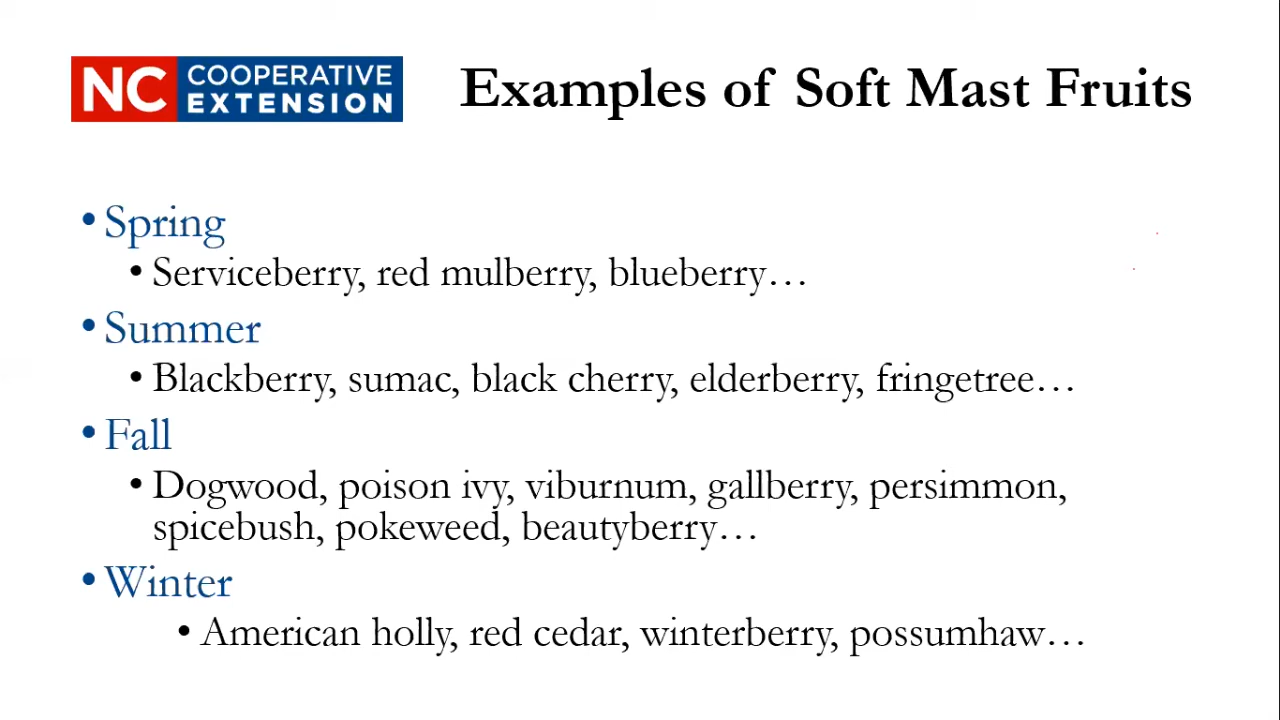 NC COOPERATIVE EXTENSION
Examples of Soft Mast Fruits
• Spring
• Serviceberry, red mulberry, blueberry…
• Summer
• Blackberry, sumac, black cherry, elderberry, fringetree…
• Fall
• Dogwood, poison ivy, viburnum, gallberry, persimmon,
spicebush, pokeweed, beautyberry…
• Winter
• American holly, red cedar, winterberry, possumhaw…